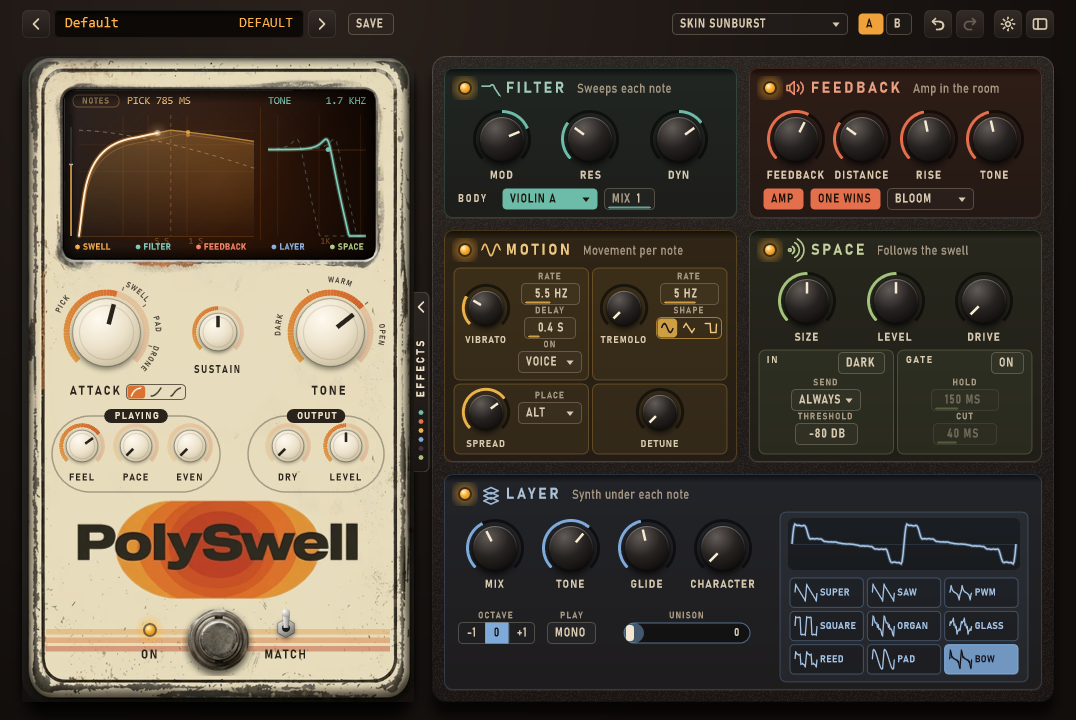 Default DEFAULT
SAVE
SKIN SUNBURST
A B
NOTES PICK 785 MS TONE 1.7 KHZ
1K
SWELL FILTER FEEDBACK LAYER SPACE
PICK SWELL PAD DRONE
DARK WARM OPEN
SUSTAIN
ATTACK
TONE
PLAYING
OUTPUT
FEEL PACE EVEN DRY LEVEL
PolySwell
ON MATCH
EFFECTS
FILTER Sweeps each note
MOD RES DYN
BODY VIOLIN A MIX 1
FEEDBACK Amp in the room
FEEDBACK DISTANCE RISE TONE
AMP ONE WINS BLOOM
MOTION Movement per note
VIBRATO
RATE
5.5 HZ
DELAY
0.4 S
ON
VOICE
TREMOLO
RATE
5 HZ
SHAPE
SPREAD
PLACE
ALT
DETUNE
SPACE Follows the swell
SIZE LEVEL DRIVE
IN DARK
SEND
ALWAYS
THRESHOLD
-80 DB
GATE ON
HOLD
150 MS
CUT
40 MS
LAYER Synth under each note
MIX TONE GLIDE CHARACTER
OCTAVE
-1 0 +1
PLAY
MONO
UNISON
0
SUPER SAW PWM
SQUARE ORGAN GLASS
REED PAD BOW